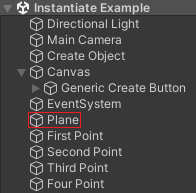 Instantiate Example
Directional Light
Main Camera
Create Object
Canvas
Generic Create Button
EventSystem
Plane
First Point
Second Point
Third Point
Four Point